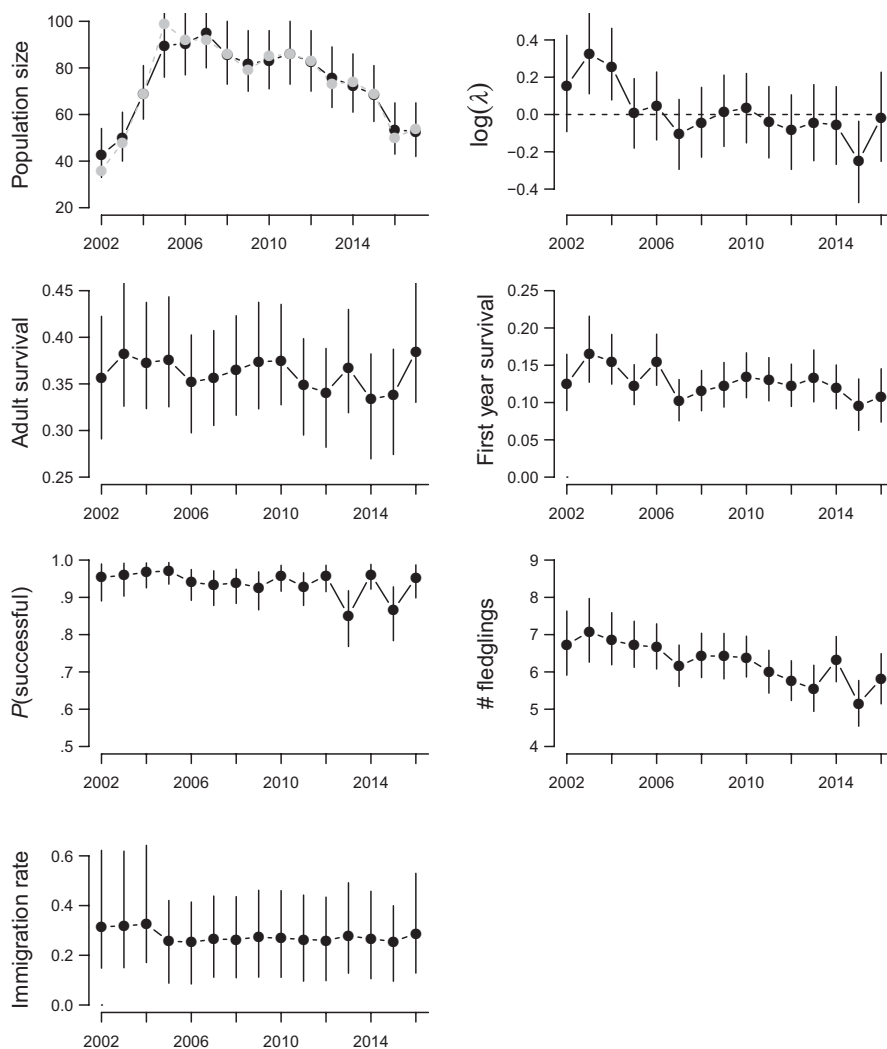 Population size
100
80
60
40
20
2002 2006 2010 2014
log(λ)
0.4
0.2
0.0
−0.2
−0.4
2002 2006 2010 2014
Adult survival
0.45
0.40
0.35
0.30
0.25
2002 2006 2010 2014
First year survival
0.25
0.20
0.15
0.10
0.05
0.00
2002 2006 2010 2014
P(successful)
1.0
.9
.8
.7
.6
.5
2002 2006 2010 2014
# fledglings
9
8
7
6
5
4
2002 2006 2010 2014
Immigration rate
0.6
0.4
0.2
0.0
2002 2006 2010 2014